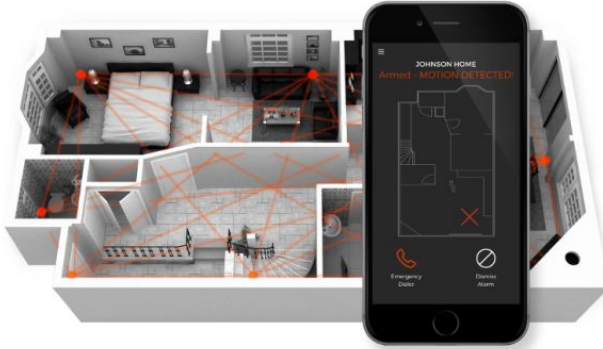 JOHNSON HOME
Armed - MOTION DETECTED!
Emergency
Dialer
Dismiss
Alarm